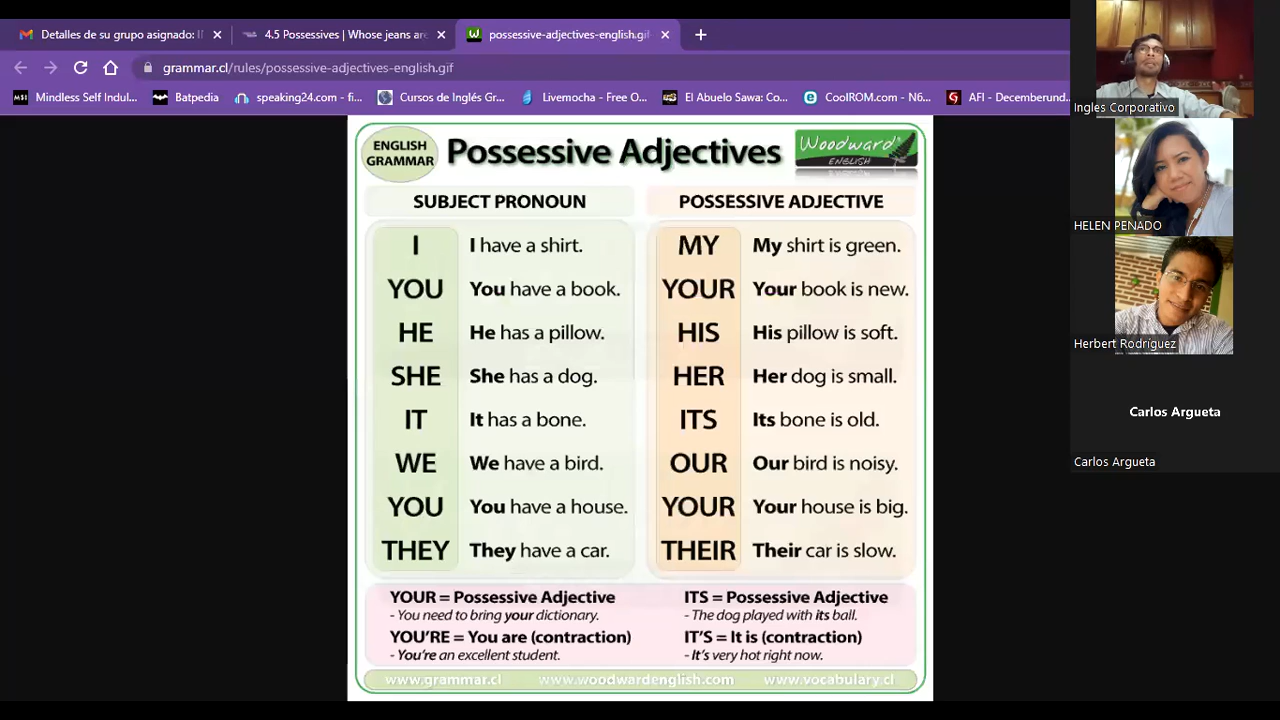 Detalles de su grupo asignado: I
4.5 Possessives | Whose jeans are
possessive-adjectives-english.gif
grammar.cl/rules/possessive-adjectives-english.gif
Mindless Self Indul...
Batpedia
speaking24.com - fi...
Cursos de Inglés Gr...
Livemocha - Free O...
El Abuelo Sawa: Co...
CoolROM.com - N6...
AFI - Decemberund...
ENGLISH GRAMMAR
Possessive Adjectives
Woodward ENGLISH
SUBJECT PRONOUN
POSSESSIVE ADJECTIVE
I I have a shirt. MY My shirt is green.
YOU You have a book. YOUR Your book is new.
HE He has a pillow. HIS His pillow is soft.
SHE She has a dog. HER Her dog is small.
IT It has a bone. ITS Its bone is old.
WE We have a bird. OUR Our bird is noisy.
YOU You have a house. YOUR Your house is big.
THEY They have a car. THEIR Their car is slow.
YOUR = Possessive Adjective
- You need to bring your dictionary.
YOU'RE = You are (contraction)
- You're an excellent student.
ITS = Possessive Adjective
- The dog played with its ball.
IT'S = It is (contraction)
- It's very hot right now.
www.grammar.cl www.woodwardenglish.com www.vocabulary.cl
Ingles Corporativo
HELEN PENADO
Herbert Rodríguez
Carlos Argueta
Carlos Argueta